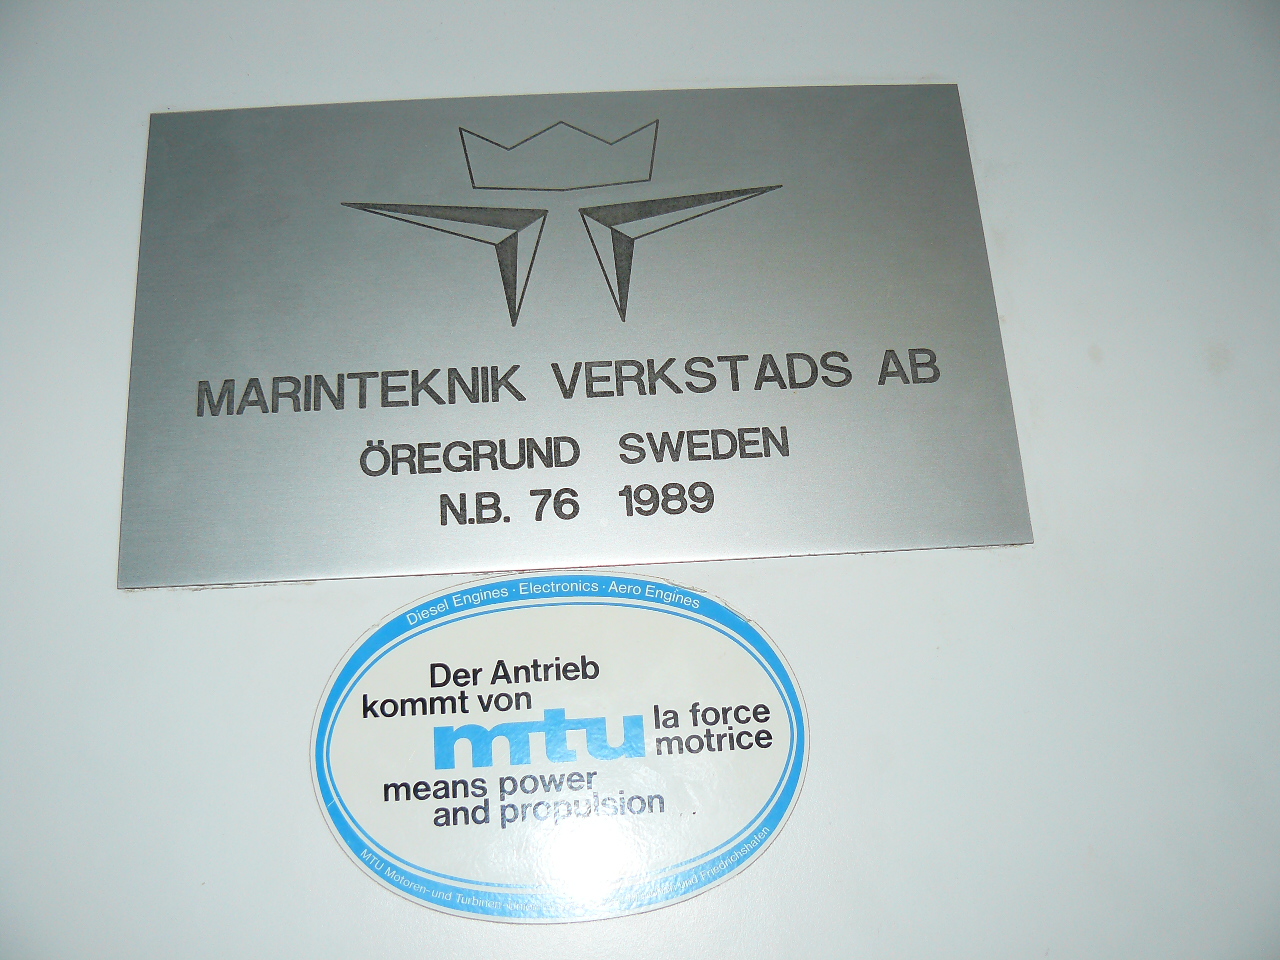 MARINTEKNIK VERKSTADS AB
ÖREGRUND SWEDEN
N.B. 76 1989
Diesel Engines · Electronics · Aero Engines
Der Antrieb
kommt von
mtu
la force
motrice
means power
and propulsion
MTU Motoren- und Turbinen- und Friedrichshafen